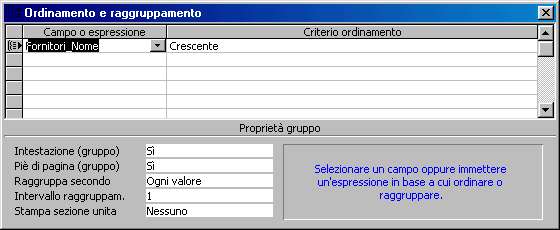 Ordinamento e raggruppamento
Campo o espressione Criterio ordinamento
Fornitori_Nome Crescente
Proprietà gruppo
Intestazione (gruppo) Sì
Piè di pagina (gruppo) Sì
Raggruppa secondo Ogni valore
Intervallo raggruppam. 1
Stampa sezione unita Nessuno
Selezionare un campo oppure immettere
un'espressione in base a cui ordinare o
raggruppare.